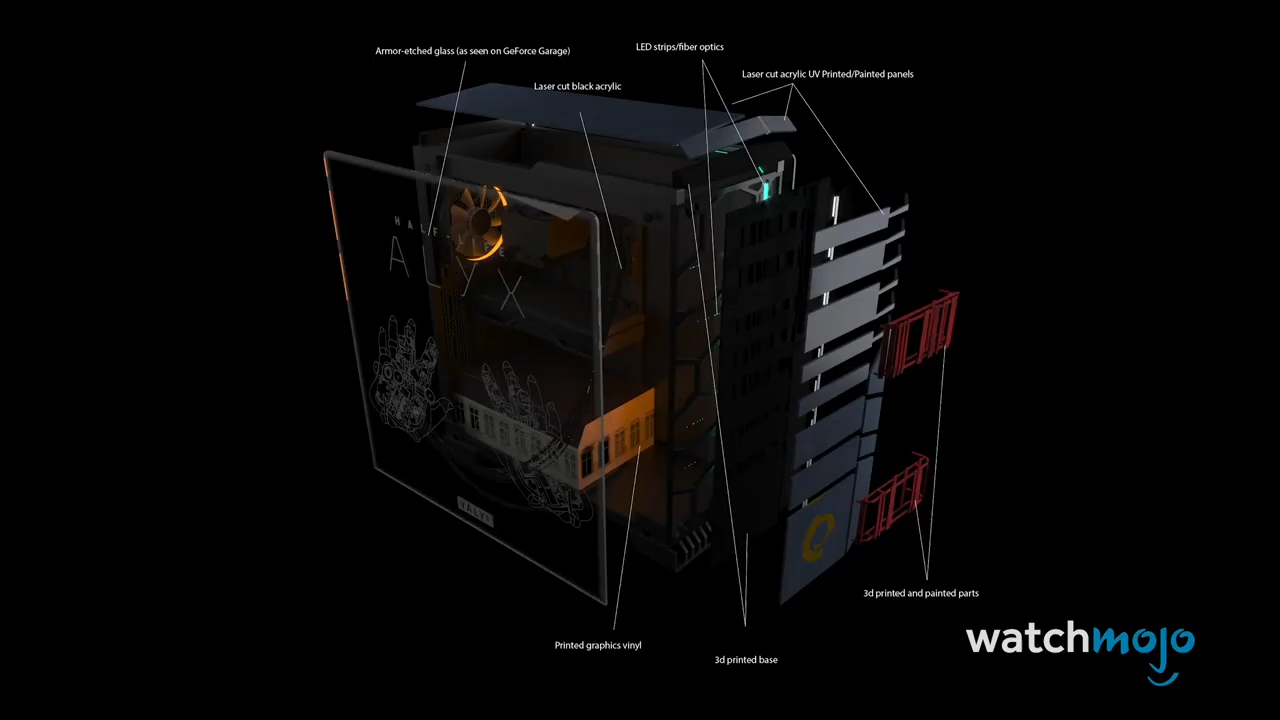 LED strips/fiber optics
Armor-etched glass (as seen on GeForce Garage)
Laser cut acrylic UV Printed/Painted panels
Laser cut black acrylic
HALF-LIFE
ALYX
VALVE
3d printed and painted parts
Printed graphics vinyl
3d printed base
watchmojo